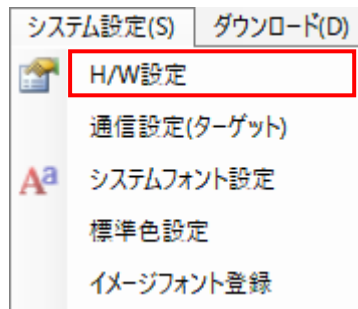 システム設定(S) ダウンロード(D)
H/W設定
通信設定(ターゲット)
Aa システムフォント設定
標準色設定
イメージフォント登録